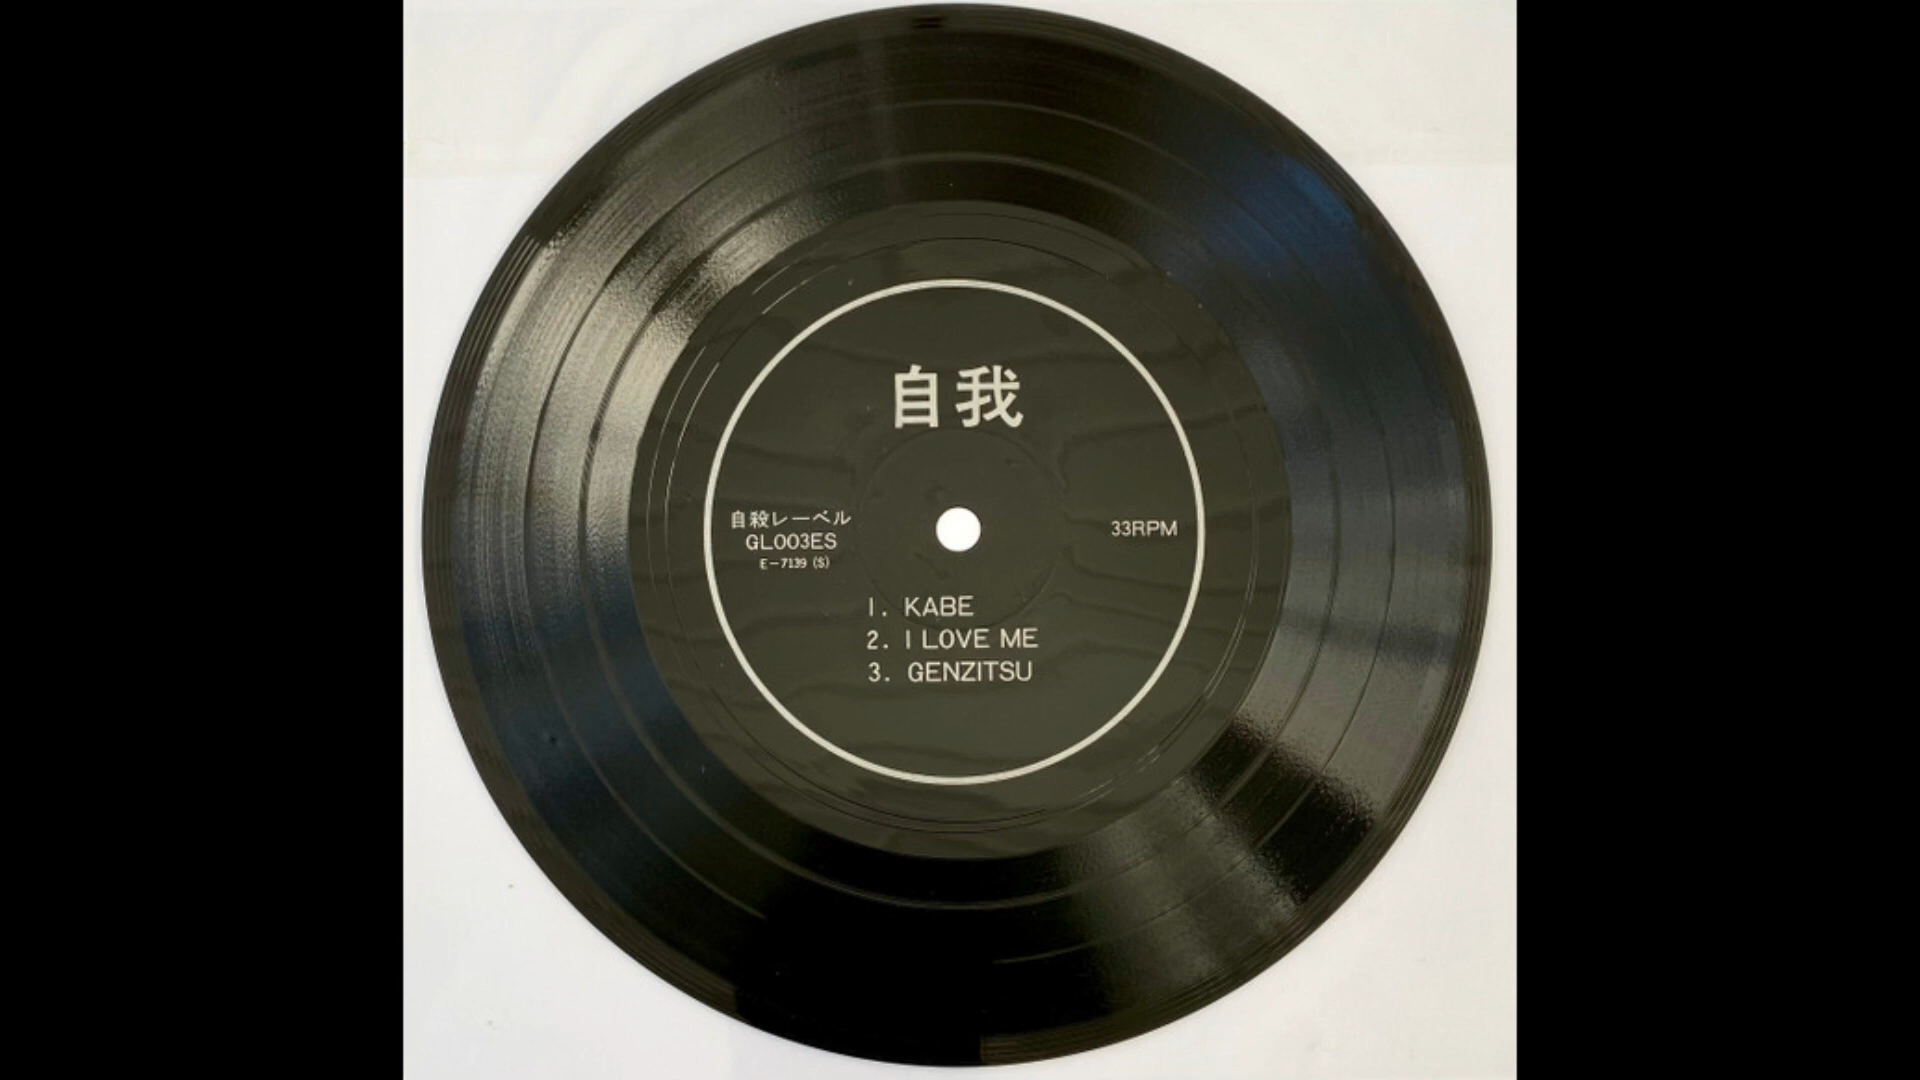 自我
自殺レーベル
GL003ES
E-7139 (S)
33RPM
1. KABE
2. I LOVE ME
3. GENZITSU